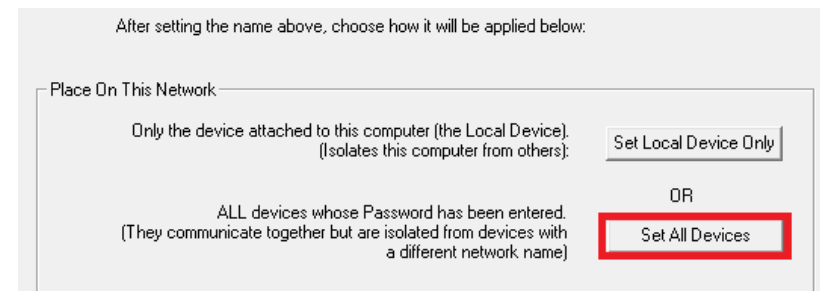 After setting the name above, choose how it will be applied below:
Place On This Network
Only the device attached to this computer (the Local Device).
(Isolates this computer from others):
Set Local Device Only
OR
ALL devices whose Password has been entered.
(They communicate together but are isolated from devices with
a different network name)
Set All Devices